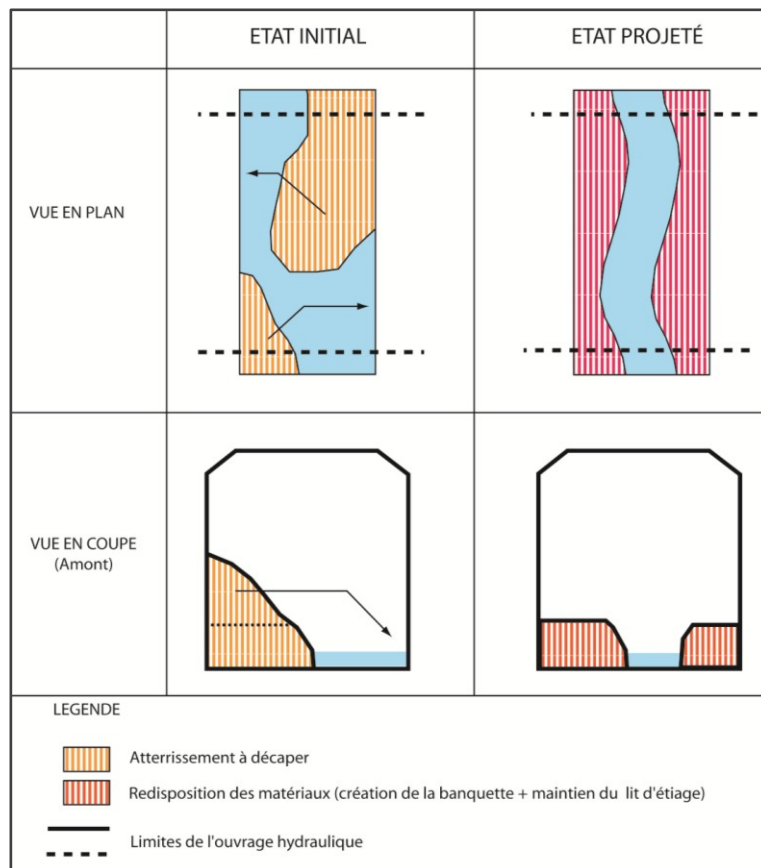 ETAT INITIAL
ETAT PROJETÉ
VUE EN PLAN
VUE EN COUPE
(Amont)
LEGENDE
Atterrissement à décaper
Redisposition des matériaux (création de la banquette + maintien du lit d'étiage)
Limites de l'ouvrage hydraulique